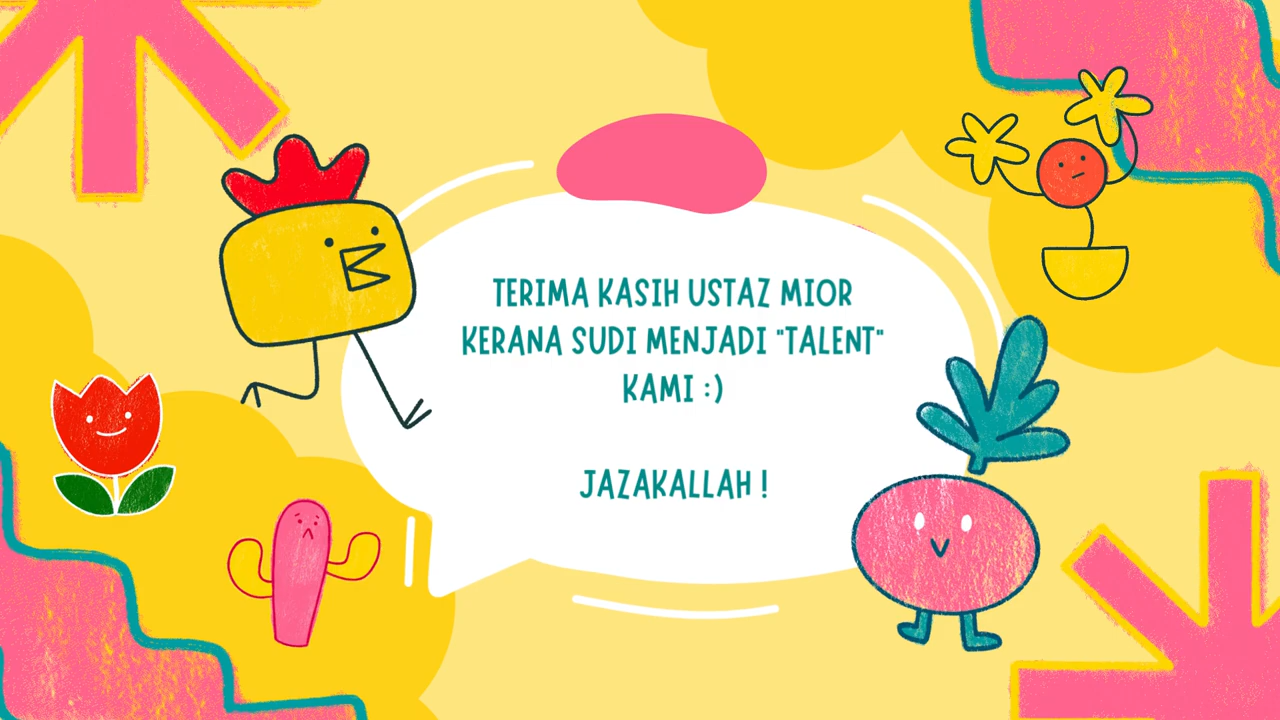 TERIMA KASIH USTAZ MIOR
KERANA SUDI MENJADI "TALENT"
KAMI :)
JAZAKALLAH !